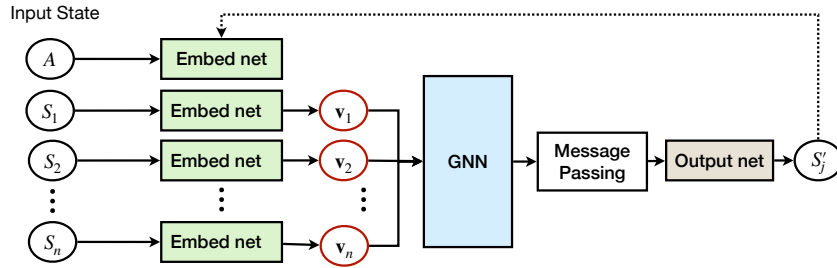 Input State
A
Embed net
S1
Embed net
v1
S2
Embed net
v2
GNN
Message
Passing
Output net
S′j
Sn
Embed net
vn